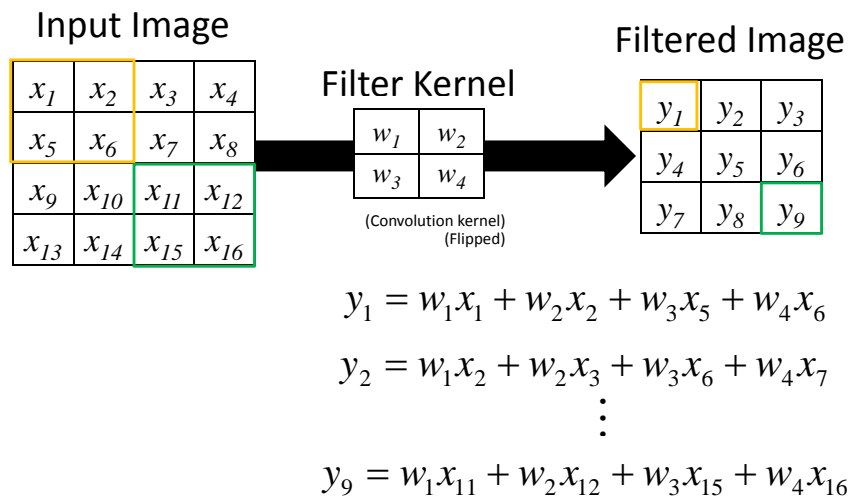 Input Image
x1 x2 x3 x4
x5 x6 x7 x8
x9 x10 x11 x12
x13 x14 x15 x16
Filter Kernel
w1 w2
w3 w4
(Convolution kernel)
(Flipped)
Filtered Image
y1 y2 y3
y4 y5 y6
y7 y8 y9
y1 = w1x1 + w2x2 + w3x5 + w4x6
y2 = w1x2 + w2x3 + w3x6 + w4x7
⋮
y9 = w1x11 + w2x12 + w3x15 + w4x16